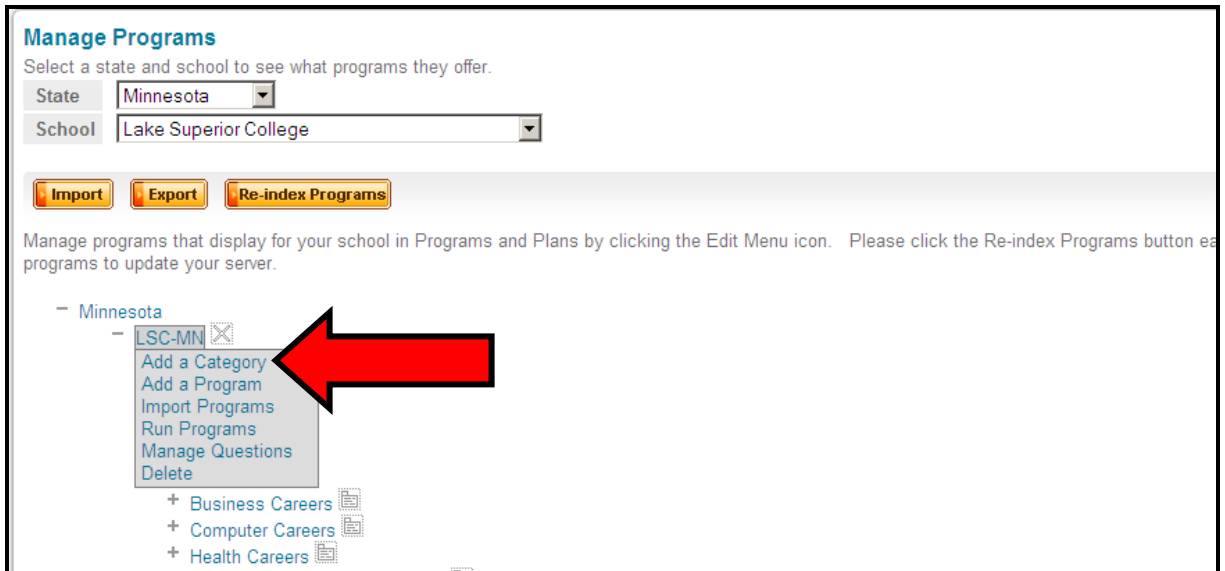 Manage Programs
Select a state and school to see what programs they offer.
State Minnesota
School Lake Superior College
Import Export Re-index Programs
Manage programs that display for your school in Programs and Plans by clicking the Edit Menu icon. Please click the Re-index Programs button
programs to update your server.
Minnesota
LSC-MN
Add a Category
Add a Program
Import Programs
Run Programs
Manage Questions
Delete
Business Careers
Computer Careers
Health Careers